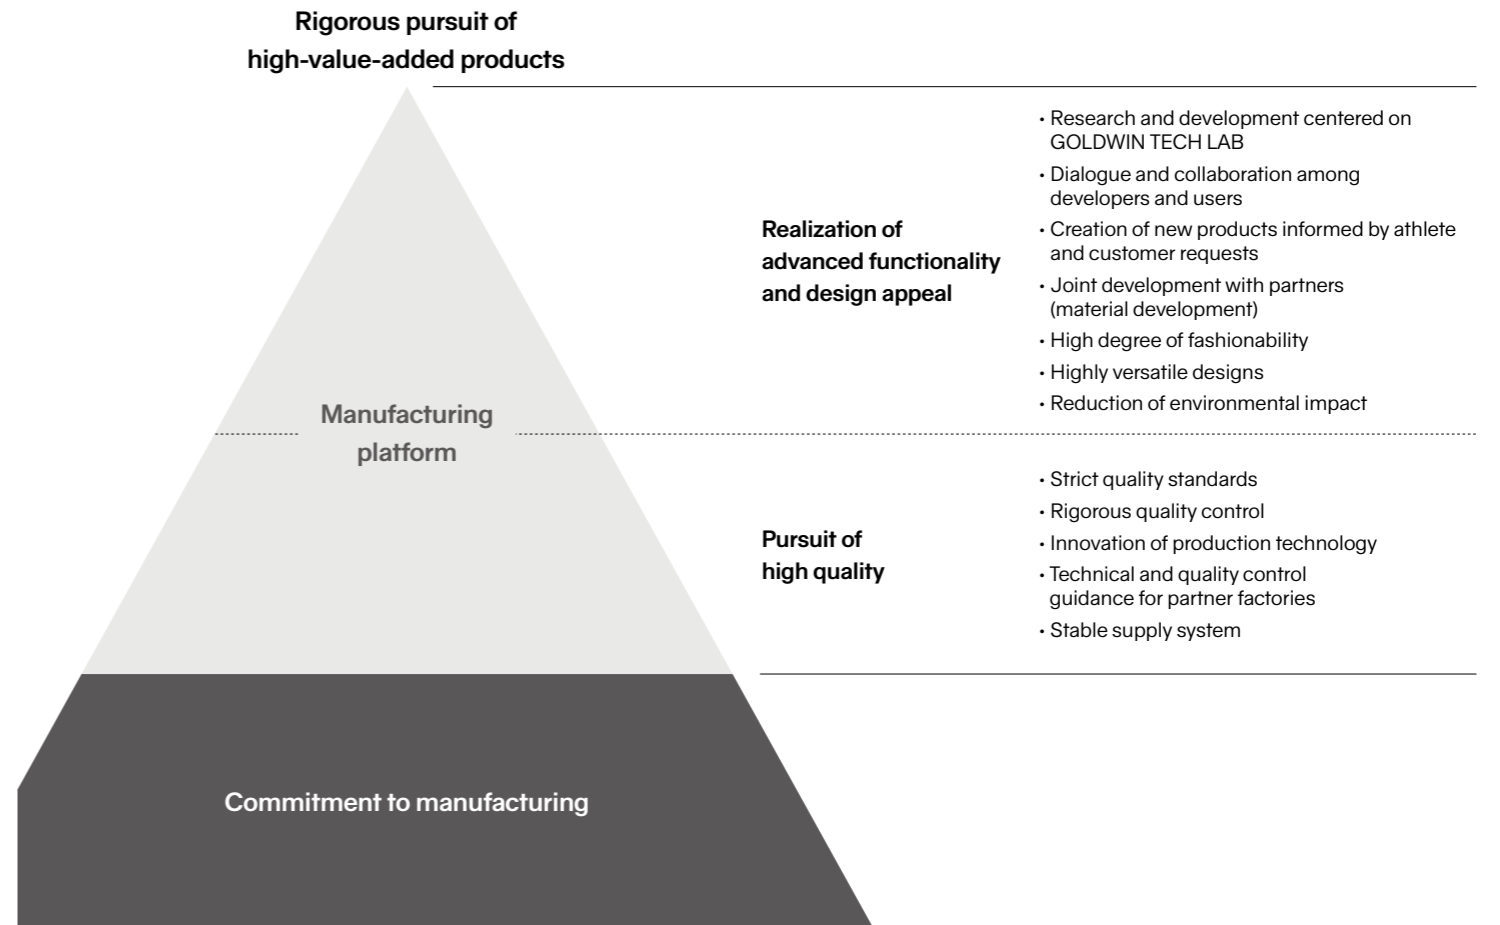 Rigorous pursuit of
high-value-added products
Manufacturing
platform
Commitment to manufacturing
Realization of
advanced functionality
and design appeal
・Research and development centered on
GOLDWIN TECH LAB
・Dialogue and collaboration among
developers and users
・Creation of new products informed by athlete
and customer requests
・Joint development with partners
(material development)
・High degree of fashionability
・Highly versatile designs
・Reduction of environmental impact
Pursuit of
high quality
・Strict quality standards
・Rigorous quality control
・Innovation of production technology
・Technical and quality control
guidance for partner factories
・Stable supply system